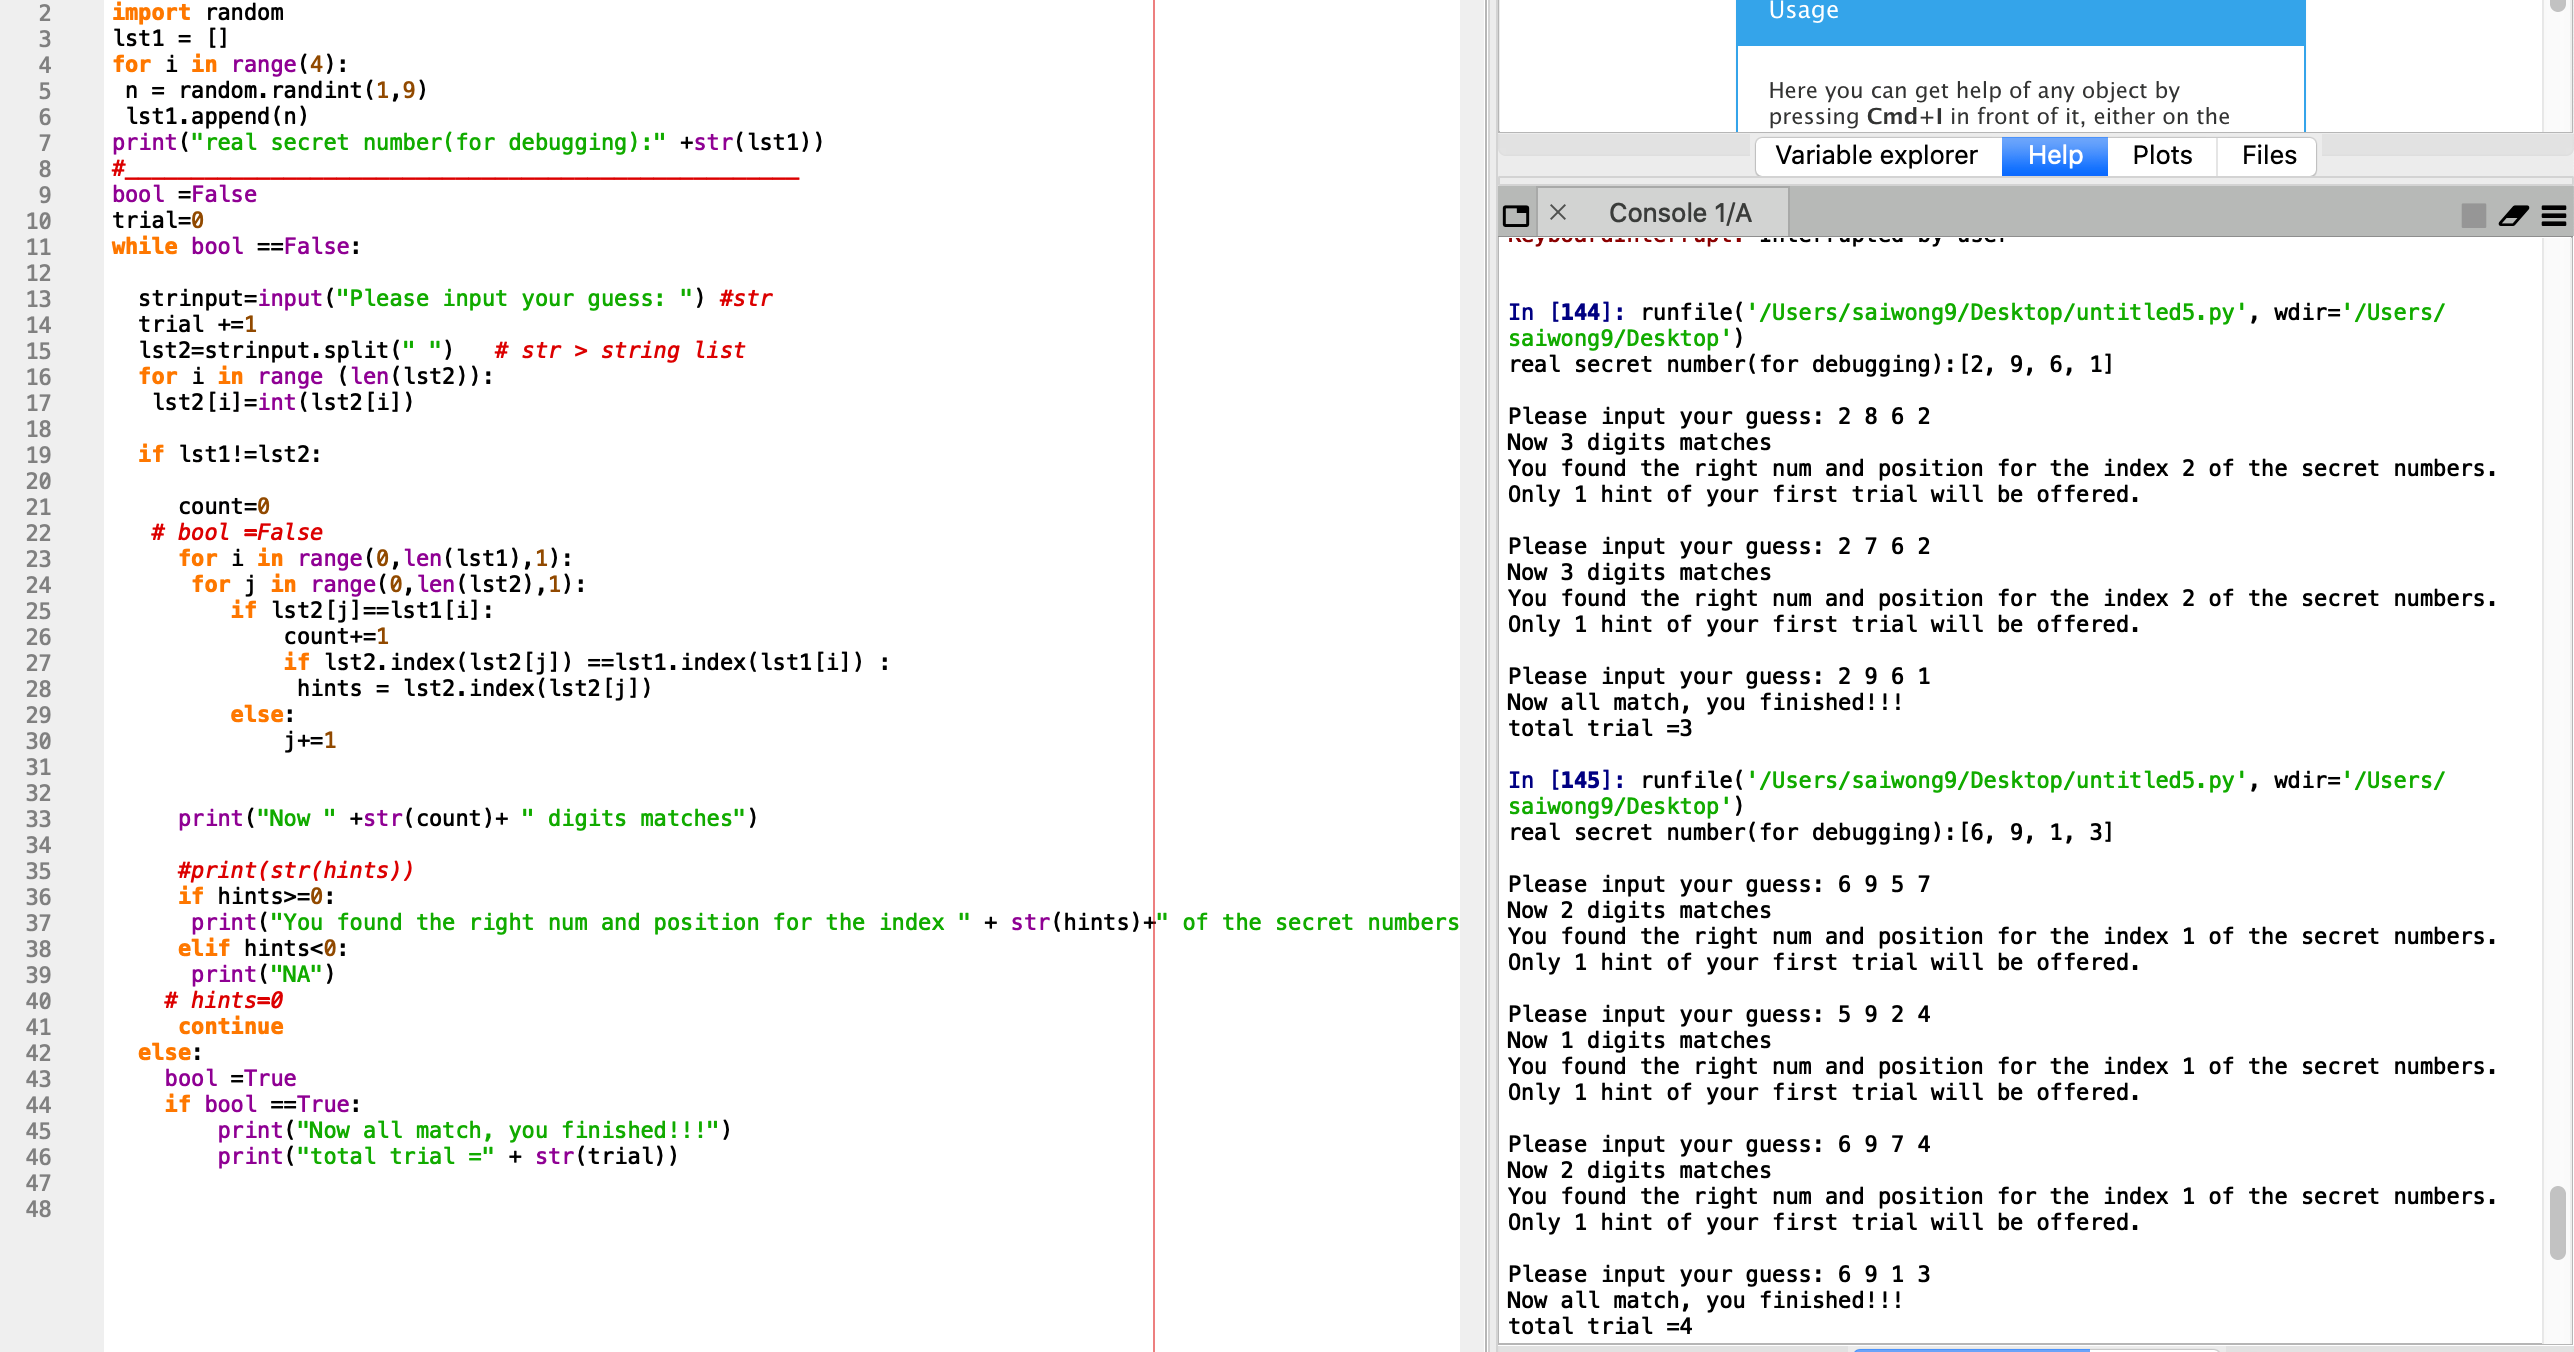 2 import random
3 lst1 = []
4 for i in range(4):
5  n = random.randint(1,9)
6  lst1.append(n)
7 print("real secret number(for debugging):" +str(lst1))
8 #___________________________________________________
9 bool =False
10 trial=0
11 while bool ==False:
12
13   strinput=input("Please input your guess: ") #str
14   trial +=1
15   lst2=strinput.split(" ")   # str > string list
16   for i in range (len(lst2)):
17    lst2[i]=int(lst2[i])
18
19   if lst1!=lst2:
20
21      count=0
22    # bool =False
23      for i in range(0,len(lst1),1):
24       for j in range(0,len(lst2),1):
25          if lst2[j]==lst1[i]:
26              count+=1
27              if lst2.index(lst2[j]) ==lst1.index(lst1[i]) :
28               hints = lst2.index(lst2[j])
29          else:
30              j+=1
31
32
33      print("Now " +str(count)+ " digits matches")
34
35      #print(str(hints))
36      if hints>=0:
37       print("You found the right num and position for the index " + str(hints)+" of the secret numbers
38      elif hints<0:
39       print("NA")
40     # hints=0
41      continue
42   else:
43     bool =True
44     if bool ==True:
45         print("Now all match, you finished!!!")
46         print("total trial =" + str(trial))
47
48
Usage
Here you can get help of any object by
pressing Cmd+I in front of it, either on the
Variable explorer Help Plots Files
Console 1/A
KeyboardInterrupt: Interrupted by user
In [144]: runfile('/Users/saiwong9/Desktop/untitled5.py', wdir='/Users/
saiwong9/Desktop')
real secret number(for debugging):[2, 9, 6, 1]
Please input your guess: 2 8 6 2
Now 3 digits matches
You found the right num and position for the index 2 of the secret numbers.
Only 1 hint of your first trial will be offered.
Please input your guess: 2 7 6 2
Now 3 digits matches
You found the right num and position for the index 2 of the secret numbers.
Only 1 hint of your first trial will be offered.
Please input your guess: 2 9 6 1
Now all match, you finished!!!
total trial =3
In [145]: runfile('/Users/saiwong9/Desktop/untitled5.py', wdir='/Users/
saiwong9/Desktop')
real secret number(for debugging):[6, 9, 1, 3]
Please input your guess: 6 9 5 7
Now 2 digits matches
You found the right num and position for the index 1 of the secret numbers.
Only 1 hint of your first trial will be offered.
Please input your guess: 5 9 2 4
Now 1 digits matches
You found the right num and position for the index 1 of the secret numbers.
Only 1 hint of your first trial will be offered.
Please input your guess: 6 9 7 4
Now 2 digits matches
You found the right num and position for the index 1 of the secret numbers.
Only 1 hint of your first trial will be offered.
Please input your guess: 6 9 1 3
Now all match, you finished!!!
total trial =4